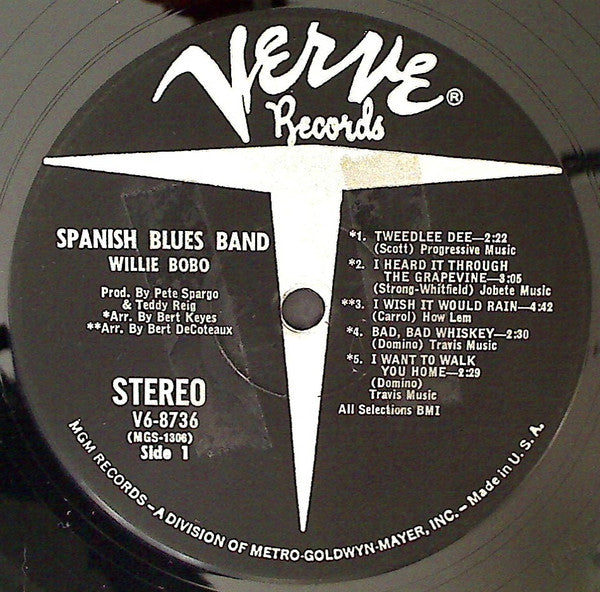 Verve ®
Records
SPANISH BLUES BAND
WILLIE BOBO
Prod. By Pete Spargo
& Teddy Reig
*Arr. By Bert Keyes
**Arr. By Bert DeCoteaux
STEREO
V6-8736
(MGS-1306)
Side 1
*1. TWEEDLEE DEE—2:22
(Scott) Progressive Music
*2. I HEARD IT THROUGH
THE GRAPEVINE—3:05
(Strong-Whitfield) Jobete Music
**3. I WISH IT WOULD RAIN—4:42
(Carrol) How Lem
*4. BAD, BAD WHISKEY—2:30
(Domino) Travis Music
*5. I WANT TO WALK
YOU HOME—2:29
(Domino)
Travis Music
All Selections BMI
MGM RECORDS—A DIVISION OF METRO-GOLDWYN-MAYER, INC.—Made in U.S.A.